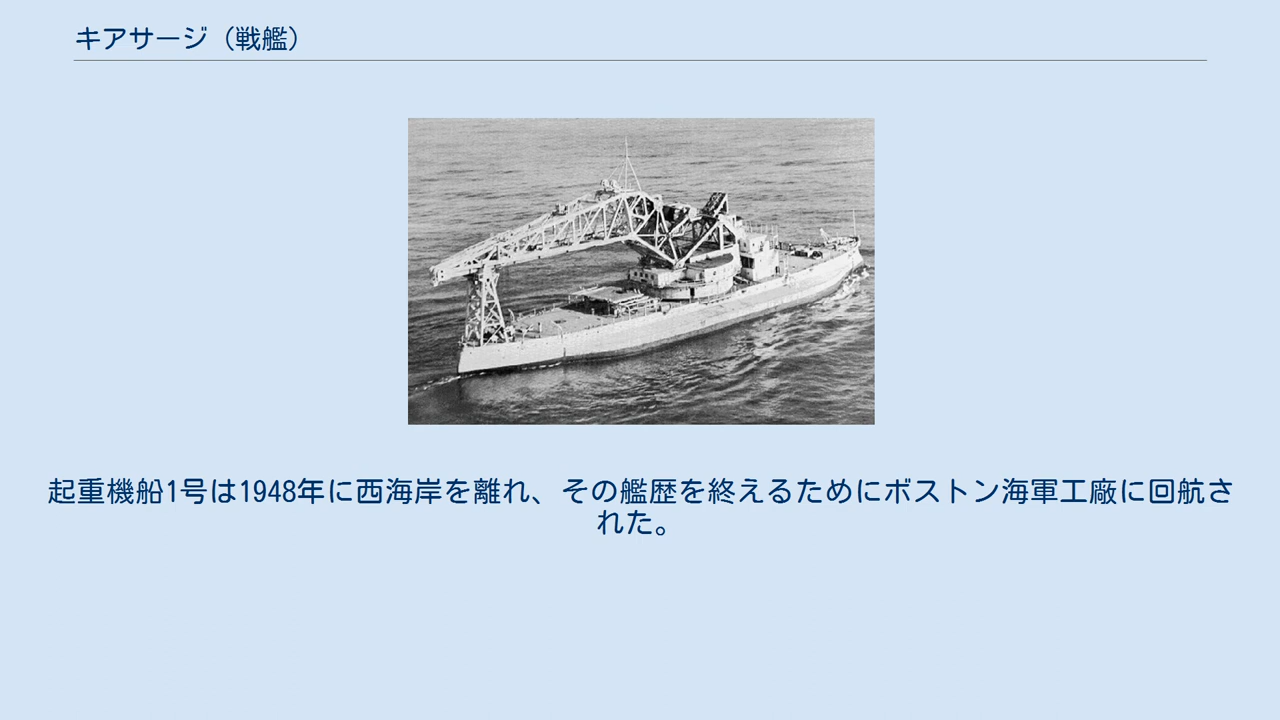 キアサージ（戦艦）
起重機船1号は1948年に西海岸を離れ、その艦歴を終えるためにボストン海軍工廠に回航さ
れた。